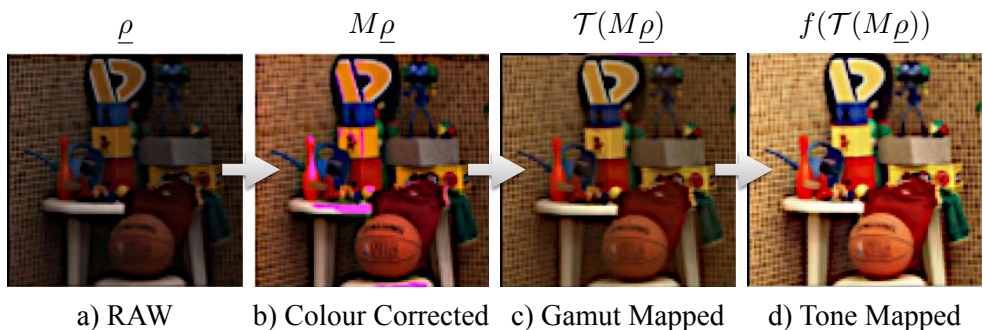 ρ Mρ 𝒯(Mρ) f(𝒯(Mρ))
a) RAW b) Colour Corrected c) Gamut Mapped d) Tone Mapped